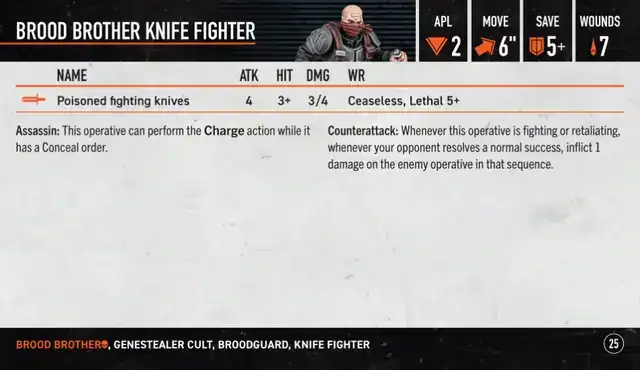 BROOD BROTHER KNIFE FIGHTER
APL
2
MOVE
6"
SAVE
5+
WOUNDS
7
NAME ATK HIT DMG WR
Poisoned fighting knives 4 3+ 3/4 Ceaseless, Lethal 5+
Assassin: This operative can perform the Charge action while it
has a Conceal order.
Counterattack: Whenever this operative is fighting or retaliating,
whenever your opponent resolves a normal success, inflict 1
damage on the enemy operative in that sequence.
BROOD BROTHER, GENESTEALER CULT, BROODGUARD, KNIFE FIGHTER
25